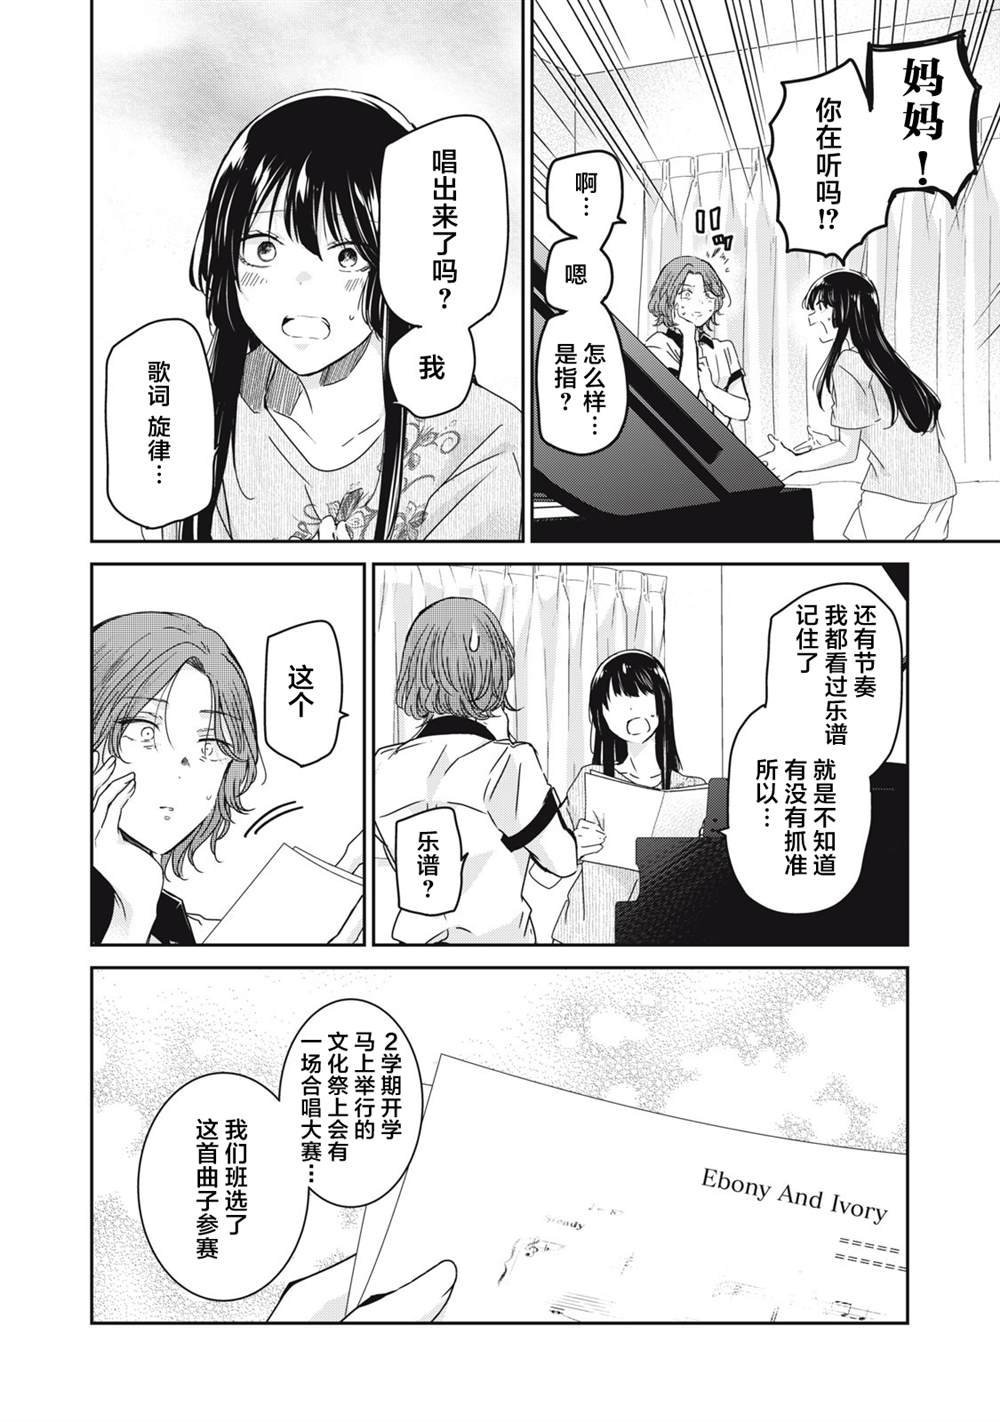 妈妈！
你在听吗!?
啊…
嗯
怎么样…
是指？
唱出来了吗？
我
歌词 旋律…
还有节奏
我都看过乐谱
记住了
就是不知道
有没有抓准
所以…
乐谱？
这个
2学期开学
马上举行的
文化祭上会有
一场合唱大赛…
我们班选了
这首曲子参赛
Ebony And Ivory
Steady